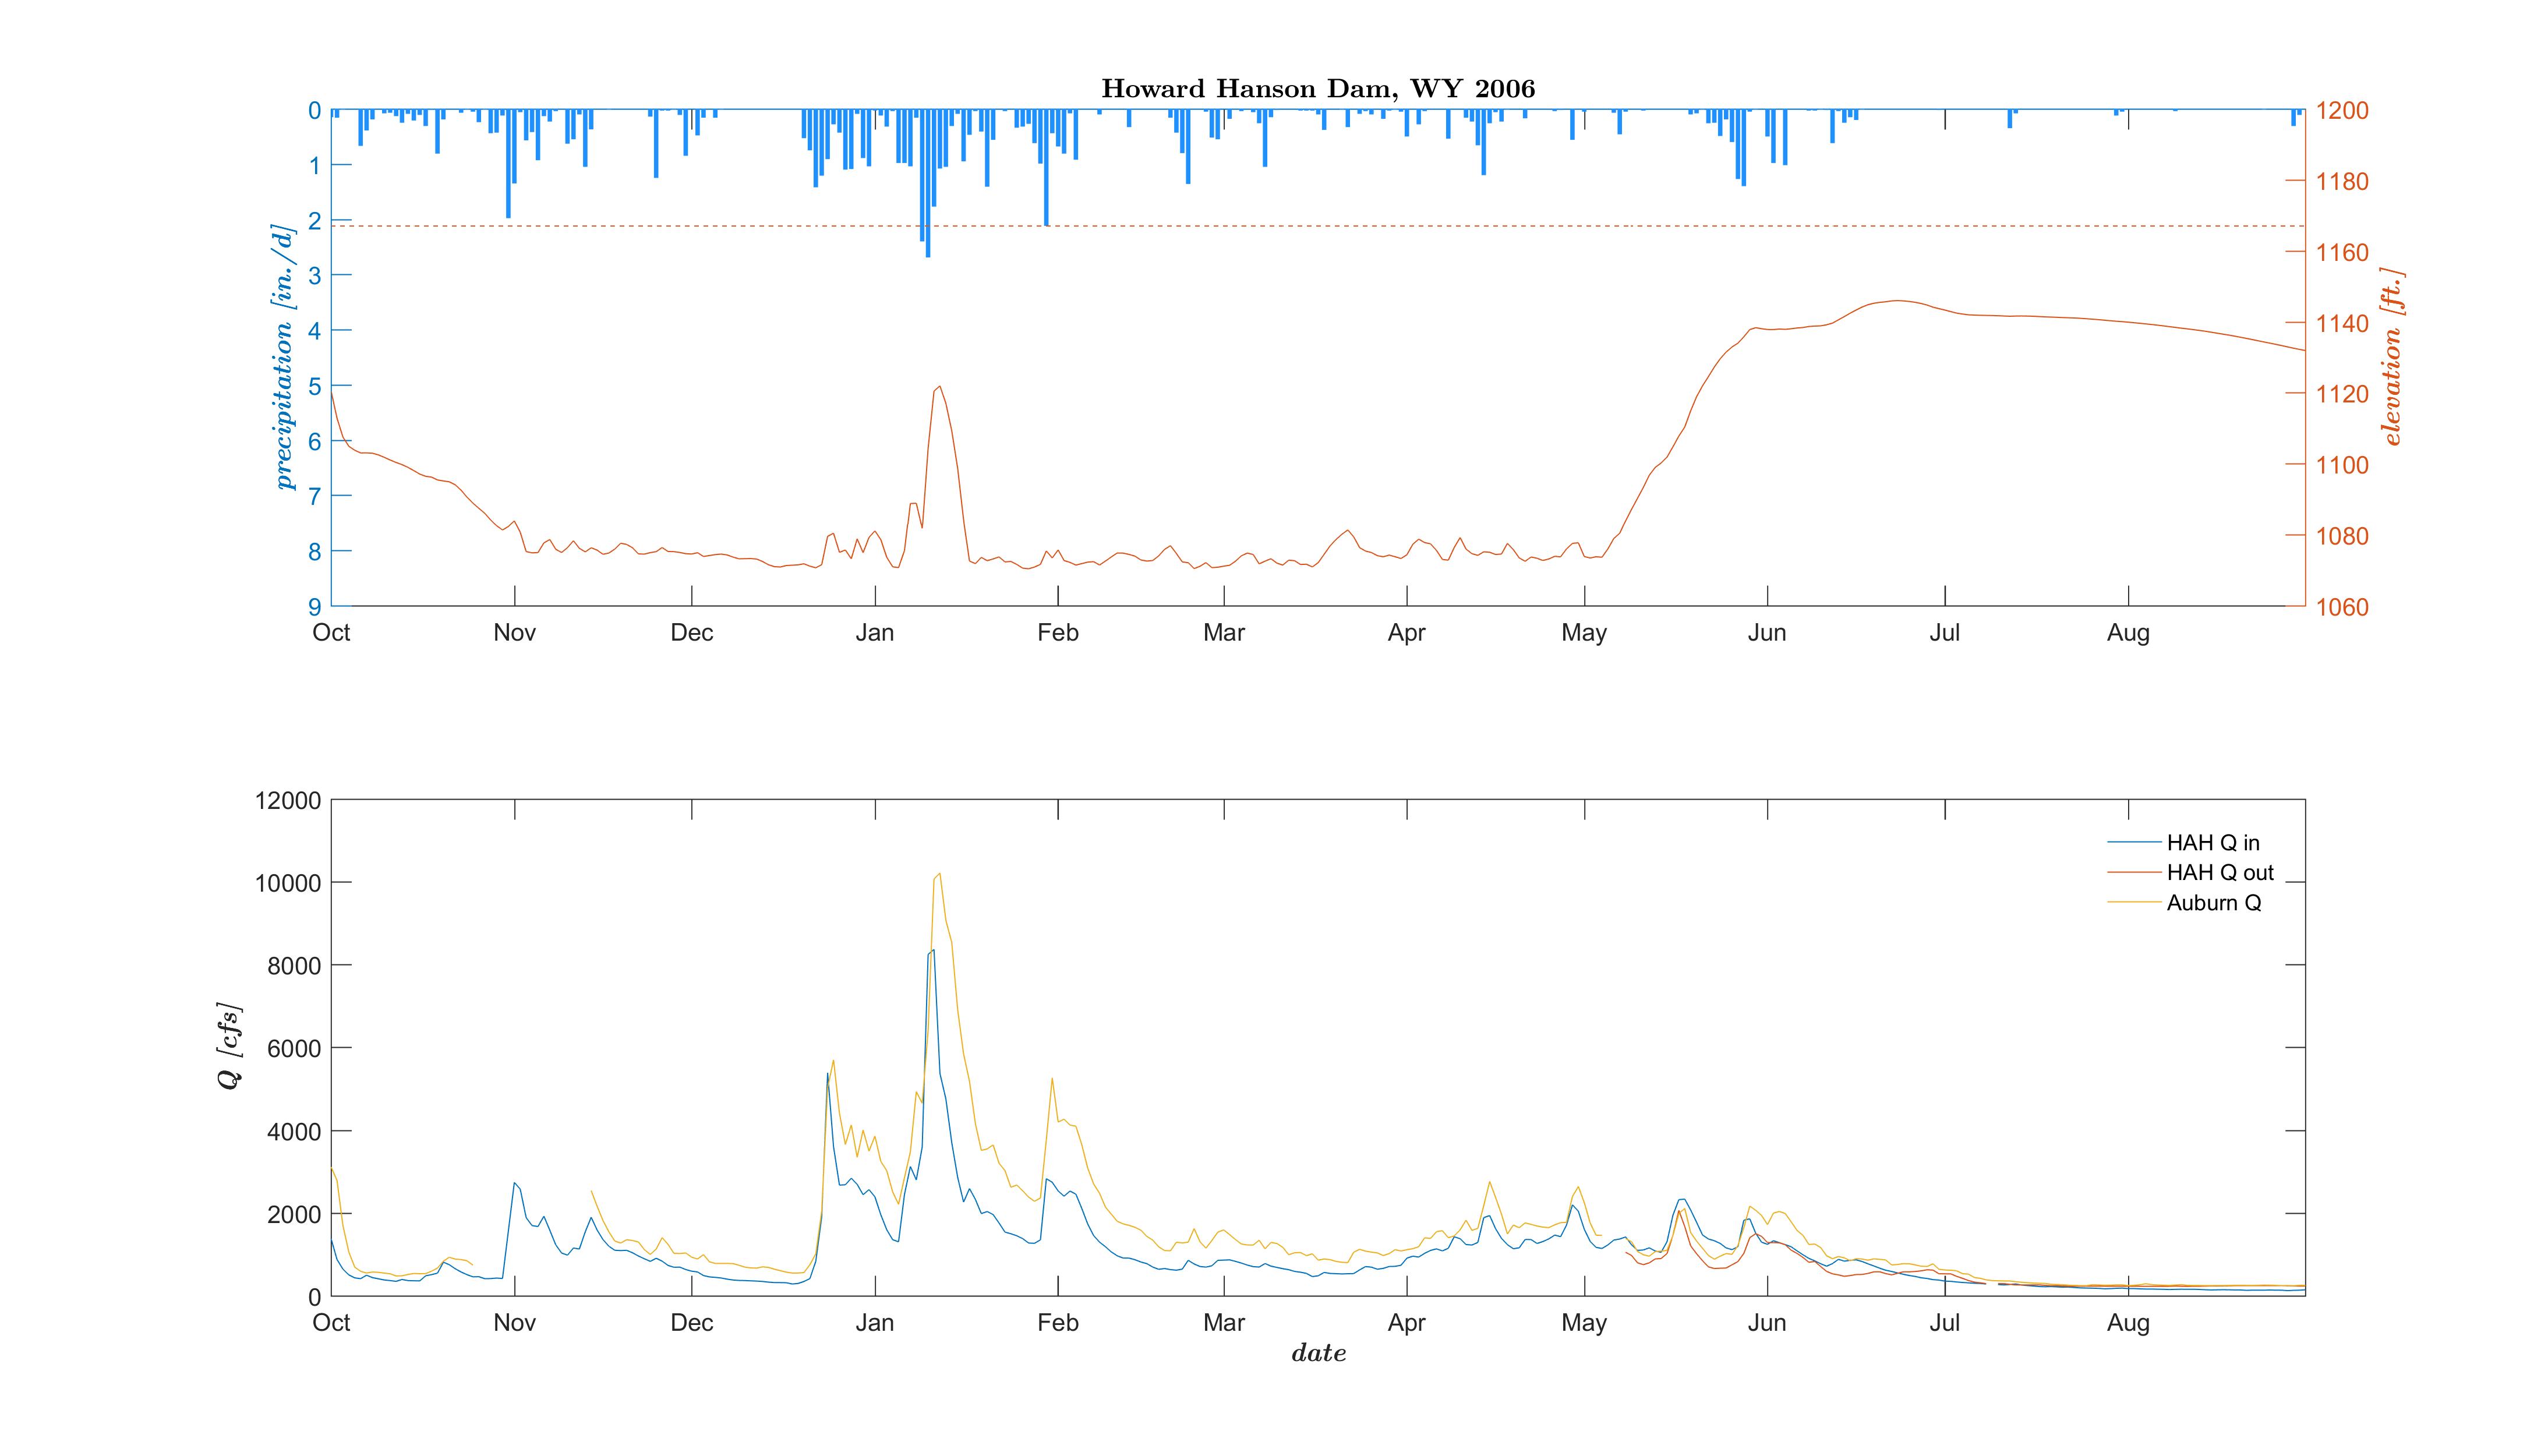 Howard Hanson Dam, WY 2006
precipitation [in./d]
0
1
2
3
4
5
6
7
8
9
1200
1180
1160
1140
1120
1100
1080
1060
elevation [ft.]
Oct Nov Dec Jan Feb Mar Apr May Jun Jul Aug
Q [cfs]
12000
10000
8000
6000
4000
2000
0
HAH Q in
HAH Q out
Auburn Q
Oct Nov Dec Jan Feb Mar Apr May Jun Jul Aug
date